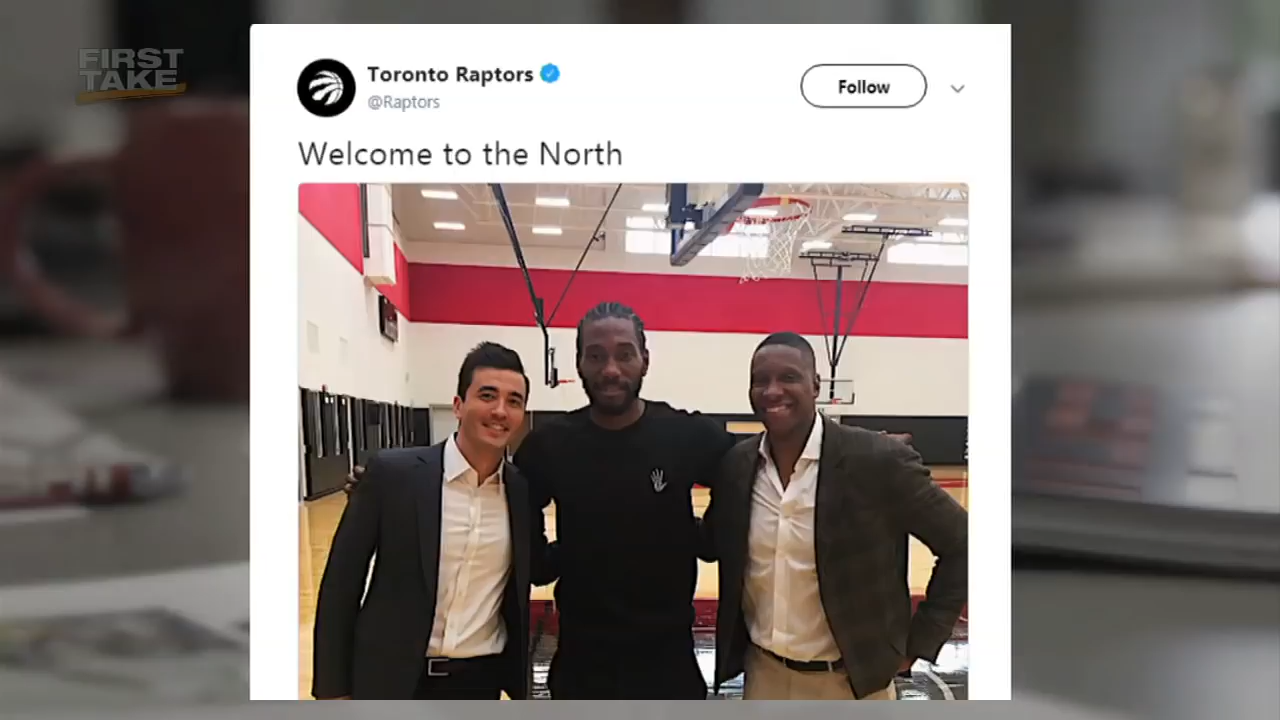 FIRST
TAKE
Toronto Raptors
@Raptors
Follow
Welcome to the North